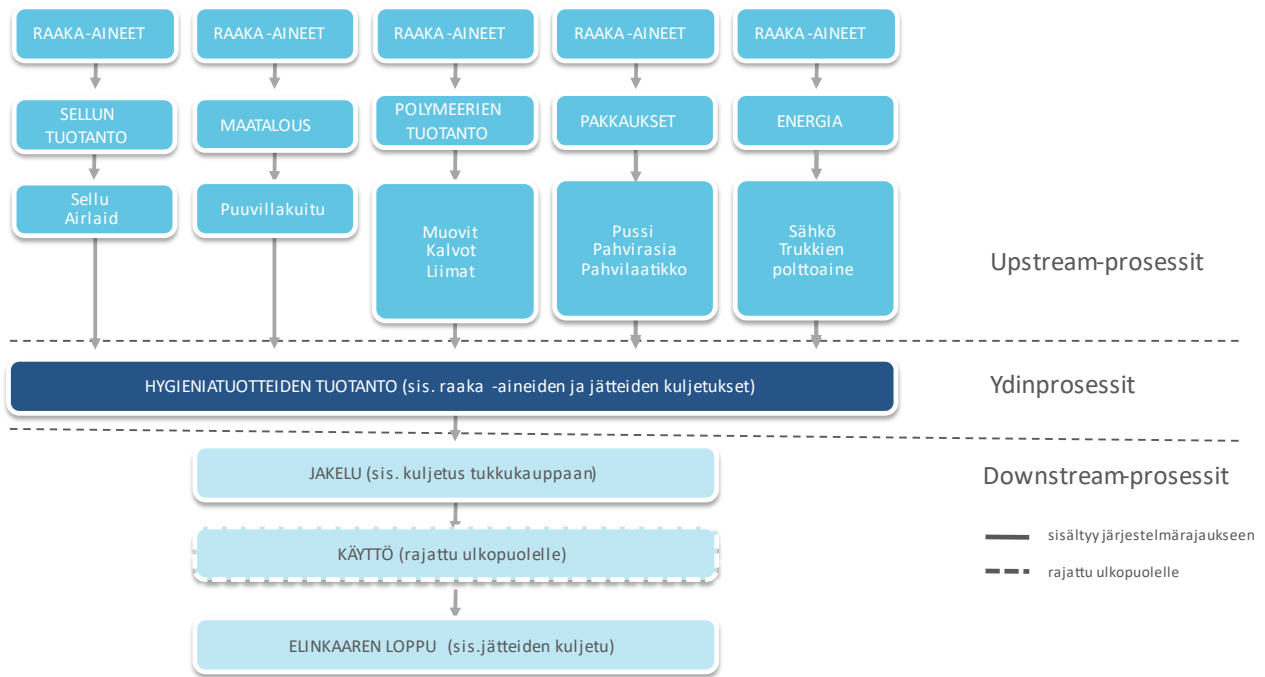 RAAKA -AINEET
RAAKA -AINEET
RAAKA -AINEET
RAAKA -AINEET
RAAKA -AINEET
SELLUN
TUOTANTO
MAATALOUS
POLYMEERIEN
TUOTANTO
PAKKAUKSET
ENERGIA
Sellu
Airlaid
Puuvillakuitu
Muovit
Kalvot
Liimat
Pussi
Pahvirasia
Pahvilaatikko
Sähkö
Trukkien
polttoaine
Upstream-prosessit
HYGIENIATUOTTEIDEN TUOTANTO (sis. raaka -aineiden ja jätteiden kuljetukset)
Ydinprosessit
JAKELU (sis. kuljetus tukkukauppaan)
Downstream-prosessit
KÄYTTÖ (rajattu ulkopuolelle)
sisältyy järjestelmärajaukseen
rajattu ulkopuolelle
ELINKAAREN LOPPU (sis.jätteiden kuljetu)